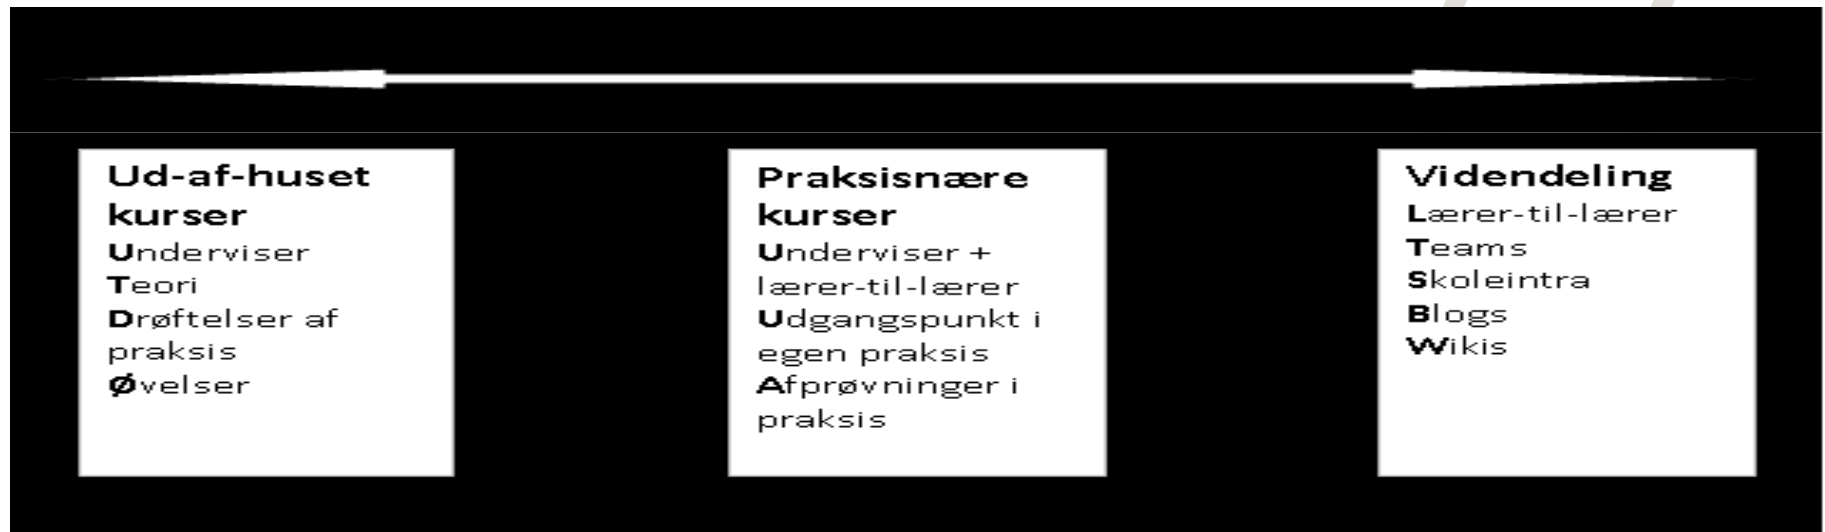 Ud-af-huset
kurser
Underviser
Teori
Drøftelser af
praksis
Øvelser
Praksisnære
kurser
Underviser +
lærer-til-lærer
Udgangspunkt i
egen praksis
Afprøvninger i
praksis
Videndeling
Lærer-til-lærer
Teams
Skoleintra
Blogs
Wikis